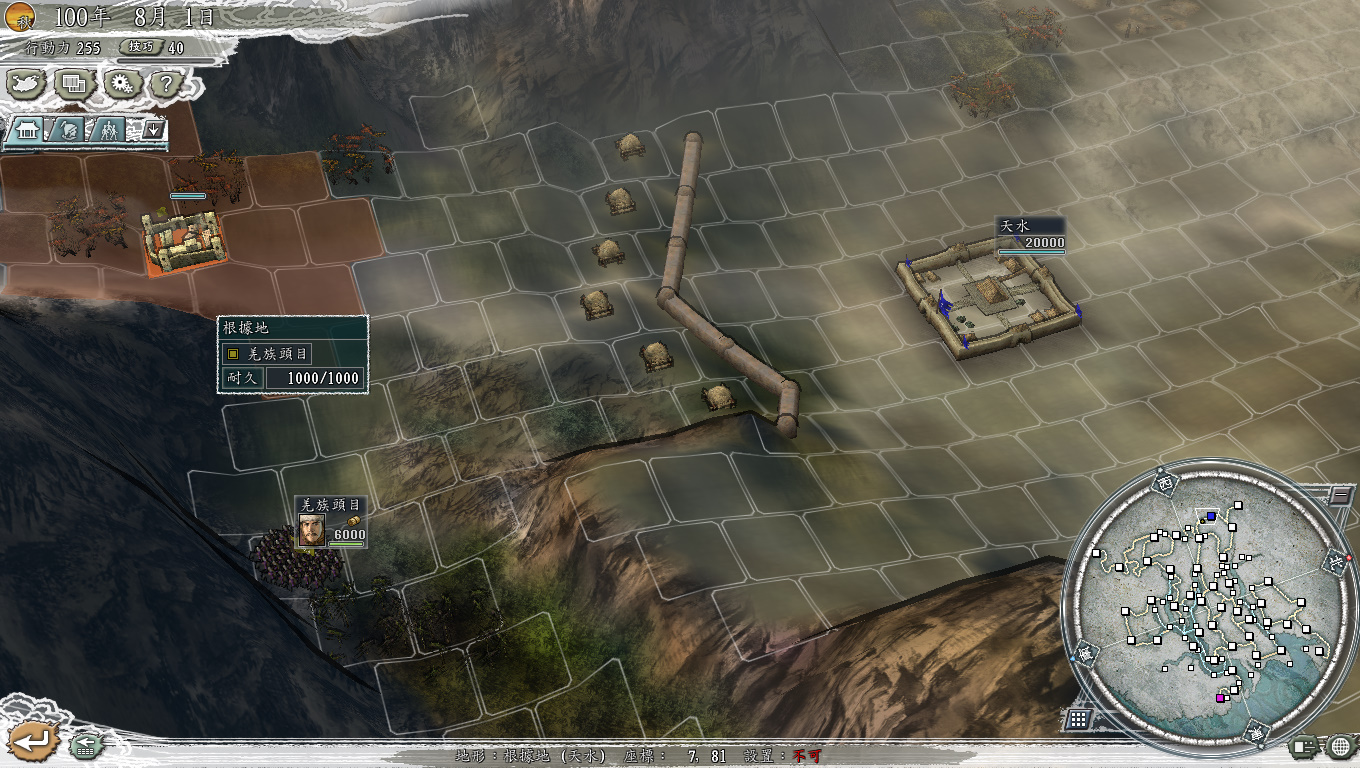 秋
100年 8月 1日
行動力 255 技巧 40
?
天水
20000
根據地
羌族頭目
耐久 1000/1000
羌族頭目
6000
西
北
南
東
地形：根據地 (天水) 座標： 7, 81 設置：不可